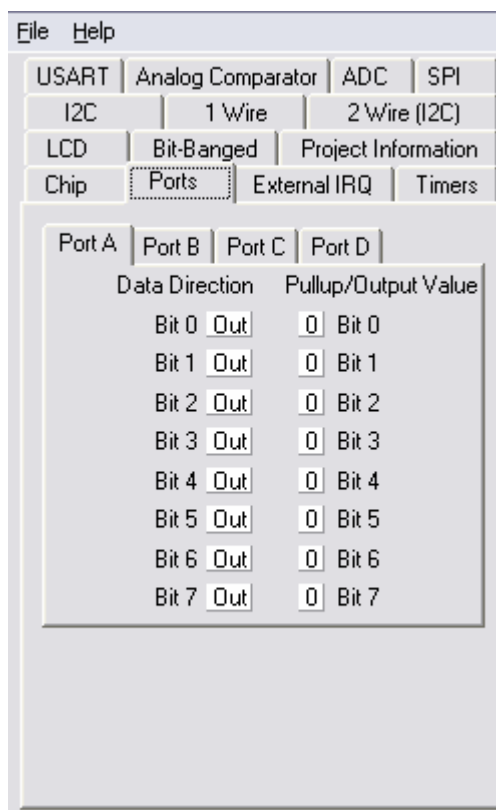 File Help
USART Analog Comparator ADC SPI
I2C 1 Wire 2 Wire (I2C)
LCD Bit-Banged Project Information
Chip Ports External IRQ Timers
Port A Port B Port C Port D
Data Direction Pullup/Output Value
Bit 0 Out 0 Bit 0
Bit 1 Out 0 Bit 1
Bit 2 Out 0 Bit 2
Bit 3 Out 0 Bit 3
Bit 4 Out 0 Bit 4
Bit 5 Out 0 Bit 5
Bit 6 Out 0 Bit 6
Bit 7 Out 0 Bit 7